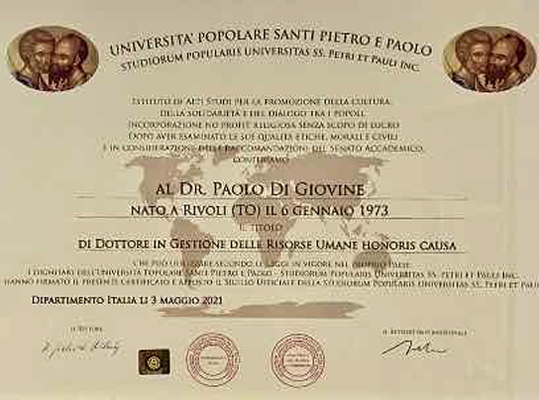 UNIVERSITA' POPOLARE SANTI PIETRO E PAOLO
STUDIORUM POPULARIS UNIVERSITAS SS. PETRI ET PAULI INC.
ISTITUTO DI ALTI STUDI PER LA PROMOZIONE DELLA CULTURA,
DELLA SOLIDARIETÀ E DEL DIALOGO TRA I POPOLI,
INCORPORAZIONE NO PROFIT RELIGIOSA SENZA SCOPO DI LUCRO
DOPO AVER ESAMINATO LE SUE QUALITÀ ETICHE, MORALI E CIVILI
E IN CONSIDERAZIONE DELLE RACCOMANDAZIONI DEL SENATO ACCADEMICO,
CONFERIAMO
AL DR. PAOLO DI GIOVINE
NATO A RIVOLI (TO) IL 6 GENNAIO 1973
IL TITOLO
DI DOTTORE IN GESTIONE DELLE RISORSE UMANE HONORIS CAUSA
CHE PUÒ UTILIZZARE SECONDO LE LEGGI IN VIGORE NEL PROPRIO PAESE.
I DIGNITARI DELL'UNIVERSITÀ POPOLARE SANTI PIETRO E PAOLO - STUDIORUM POPULARIS UNIVERSITAS SS. PETRI ET PAULI INC.
HANNO FIRMATO IL PRESENTE CERTIFICATO E APPOSTO IL SIGILLO UFFICIALE DELLA STUDIORUM POPULARIS UNIVERSITAS SS. PETRI ET PAULI
DIPARTIMENTO ITALIA LI 3 MAGGIO 2021
IL RETTORE
IL RETTORE INTERNAZIONALE